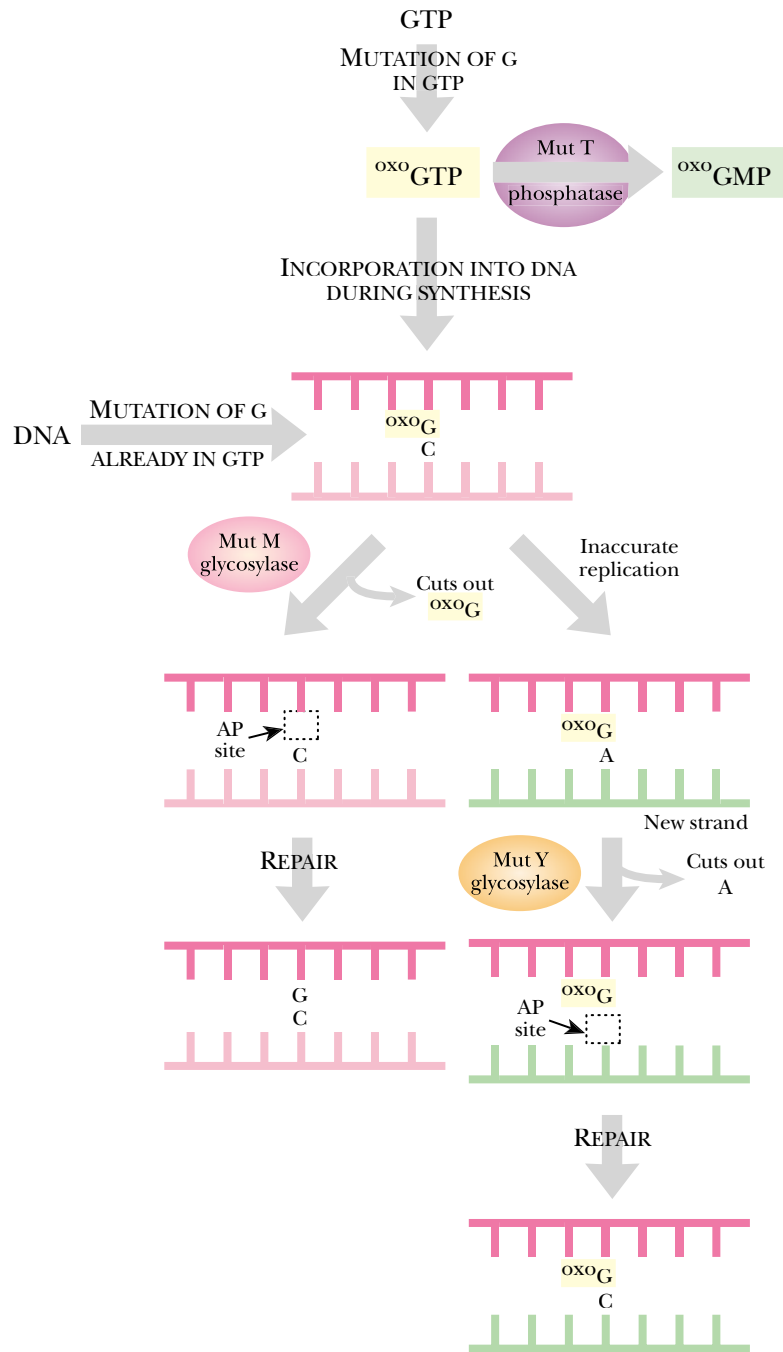 GTP
MUTATION OF G
IN GTP
oxoGTP
Mut T
phosphatase
oxoGMP
INCORPORATION INTO DNA
DURING SYNTHESIS
DNA
MUTATION OF G
ALREADY IN GTP
oxoG
C
Mut M
glycosylase
Cuts out
oxoG
Inaccurate
replication
AP
site
C
oxoG
A
New strand
REPAIR
Mut Y
glycosylase
Cuts out
A
G
C
oxoG
AP
site
REPAIR
oxoG
C